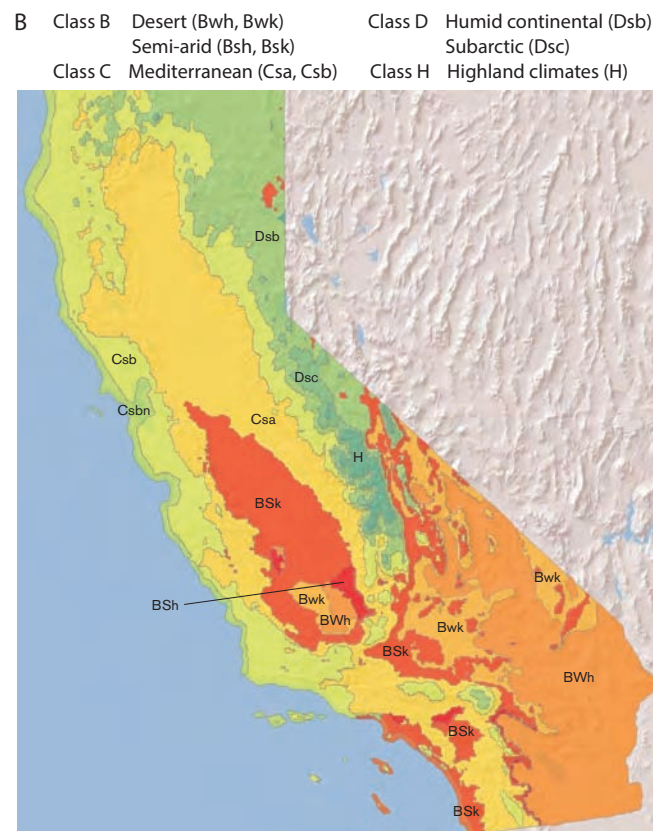 B Class B Desert (Bwh, Bwk) Class D Humid continental (Dsb)
Semi-arid (Bsh, Bsk) Subarctic (Dsc)
Class C Mediterranean (Csa, Csb) Class H Highland climates (H)
Dsb
Csb
Dsc
Csbn
Csa
H
BSk
Bwk
BSh
Bwk
BWh
Bwk
BSk
BWh
BSk
BSk